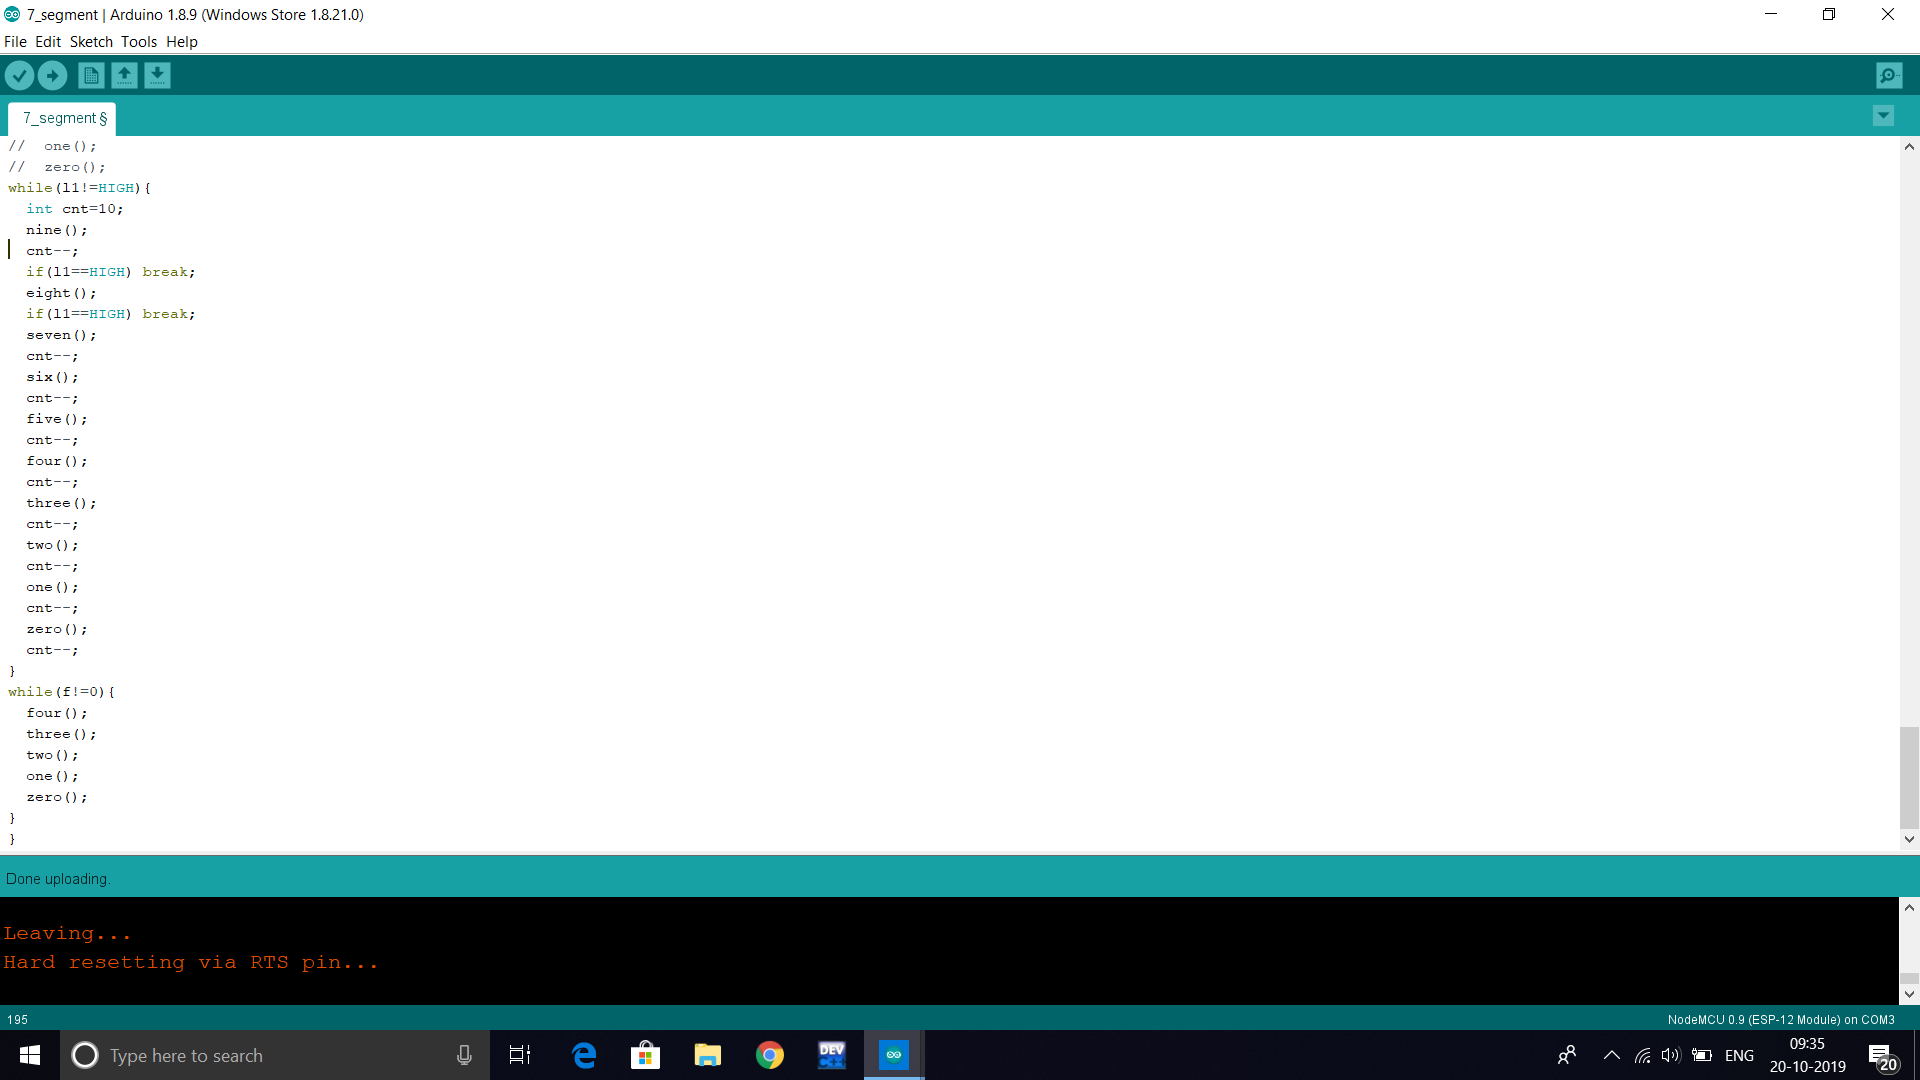 7_segment | Arduino 1.8.9 (Windows Store 1.8.21.0)
File Edit Sketch Tools Help
7_segment §
//  one();
//  zero();
while(l1!=HIGH){
  int cnt=10;
  nine();
  cnt--;
  if(l1==HIGH) break;
  eight();
  if(l1==HIGH) break;
  seven();
  cnt--;
  six();
  cnt--;
  five();
  cnt--;
  four();
  cnt--;
  three();
  cnt--;
  two();
  cnt--;
  one();
  cnt--;
  zero();
  cnt--;
}
while(f!=0){
  four();
  three();
  two();
  one();
  zero();
}
}
Done uploading.
Leaving...
Hard resetting via RTS pin...
195
NodeMCU 0.9 (ESP-12 Module) on COM3
Type here to search
DEV
C++
ENG
09:35
20-10-2019
20